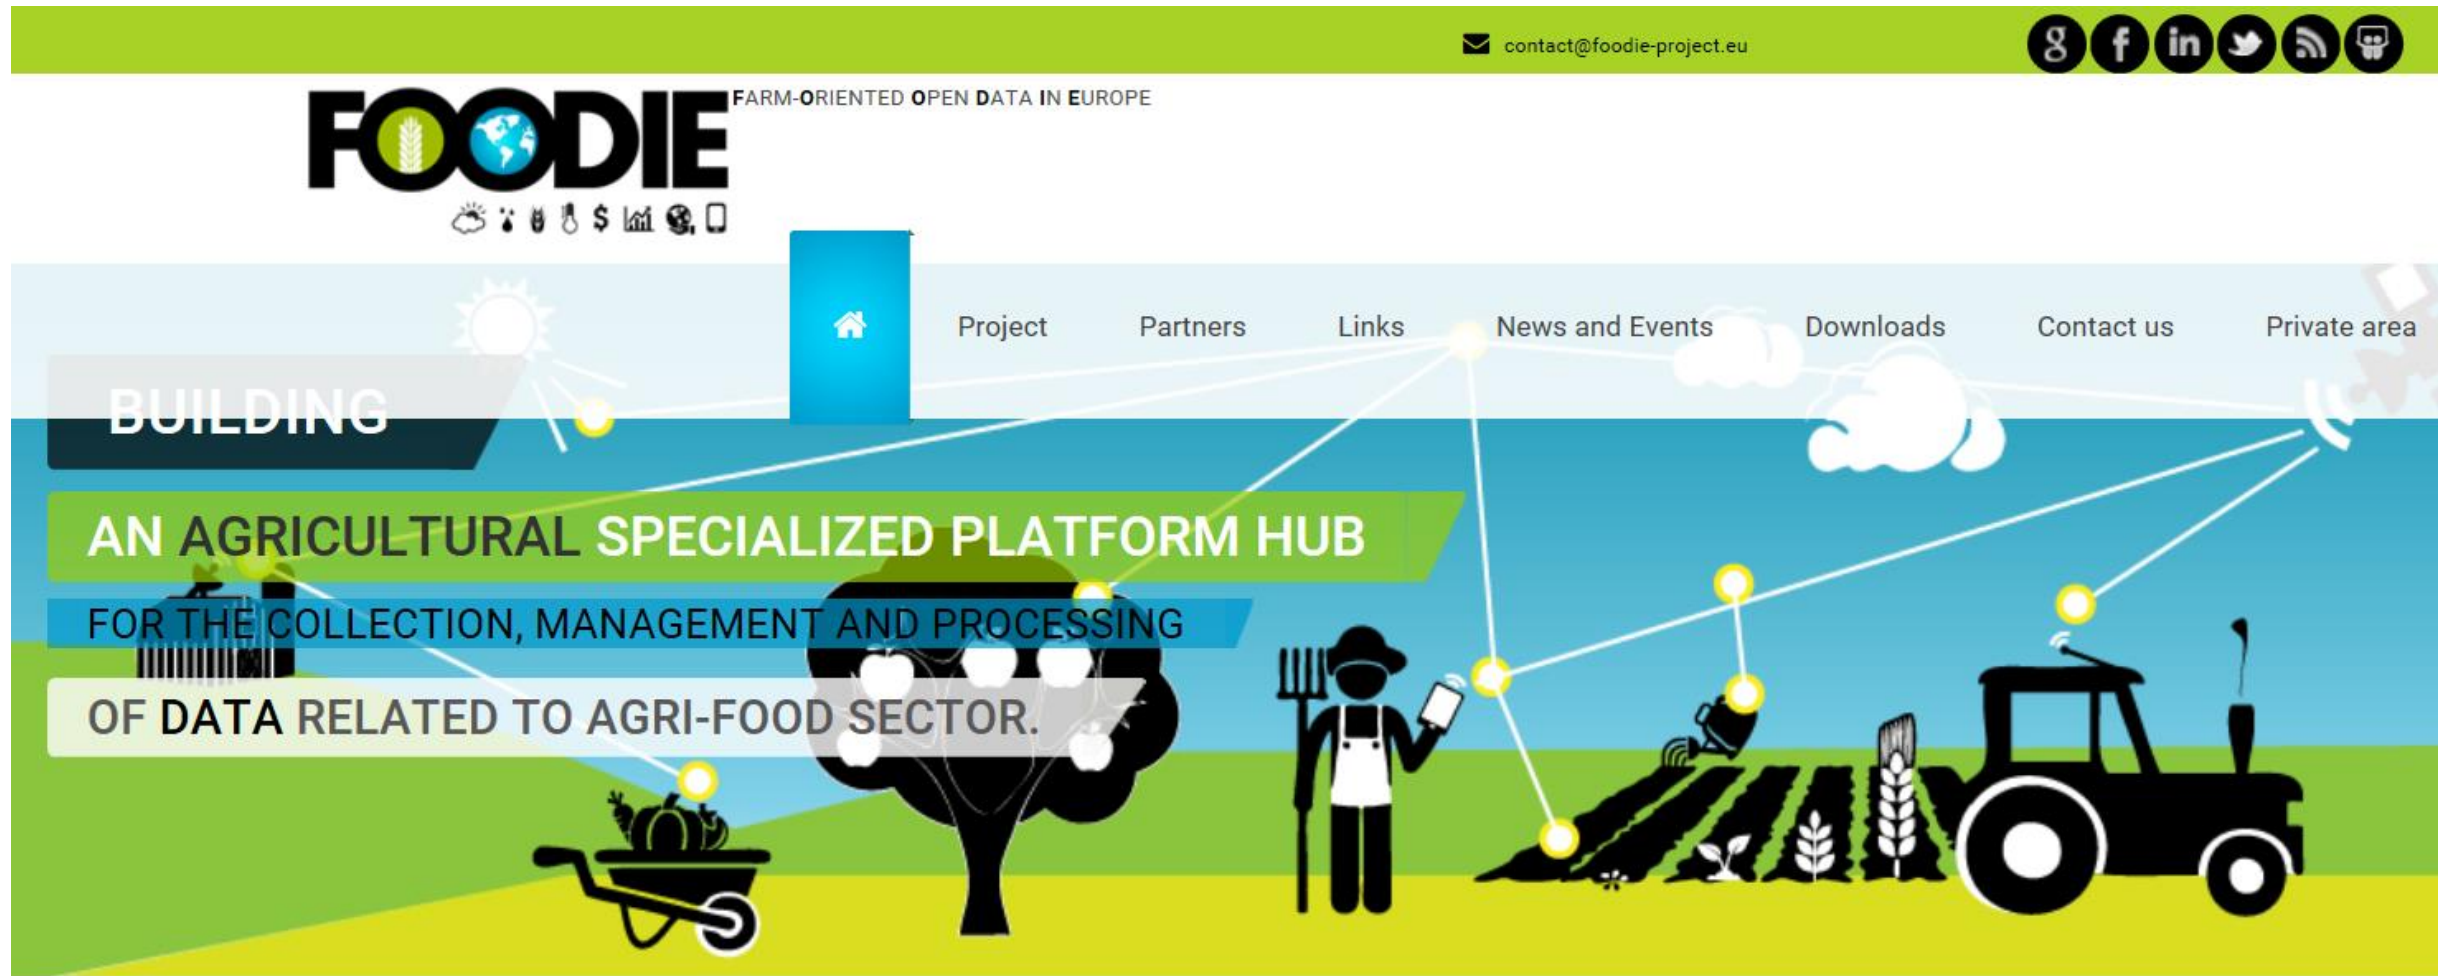 contact@foodie-project.eu
FOODIE
FARM-ORIENTED OPEN DATA IN EUROPE
Project Partners Links News and Events Downloads Contact us Private area
BUILDING
AN AGRICULTURAL SPECIALIZED PLATFORM HUB
FOR THE COLLECTION, MANAGEMENT AND PROCESSING
OF DATA RELATED TO AGRI-FOOD SECTOR.